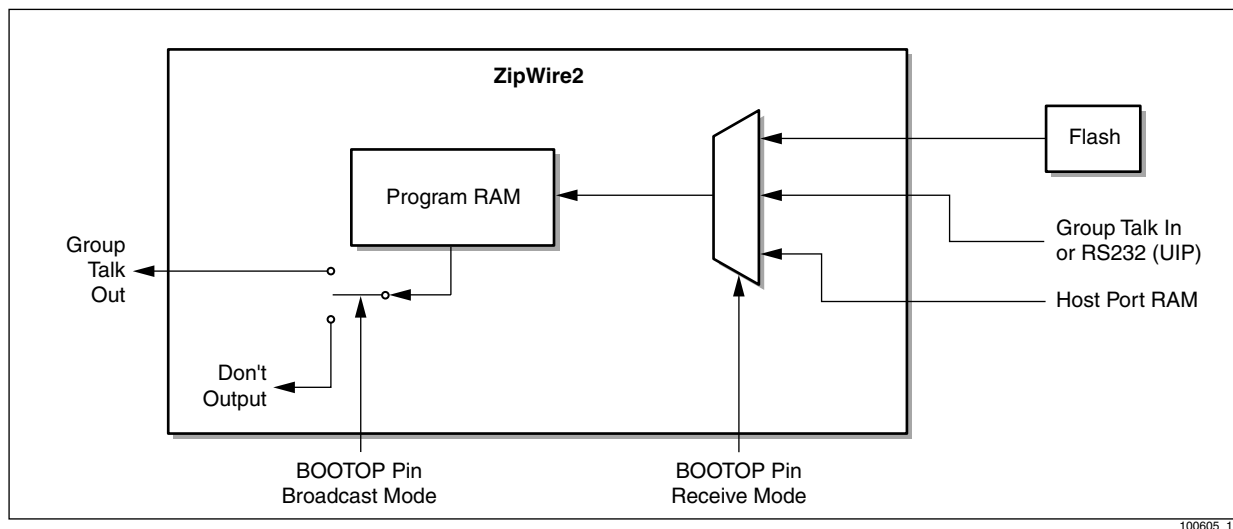 ZipWire2
Flash
Program RAM
Group
Talk
Out
Group Talk In
or RS232 (UIP)
Host Port RAM
Don't
Output
BOOTOP Pin
Broadcast Mode
BOOTOP Pin
Receive Mode